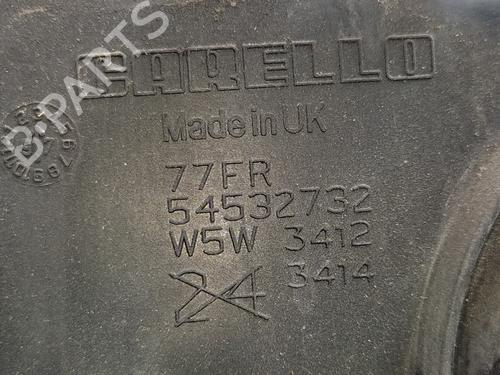 CARELLO
Made in UK
77FR
54532732
W5W 3412
24 3414
B-PARTS